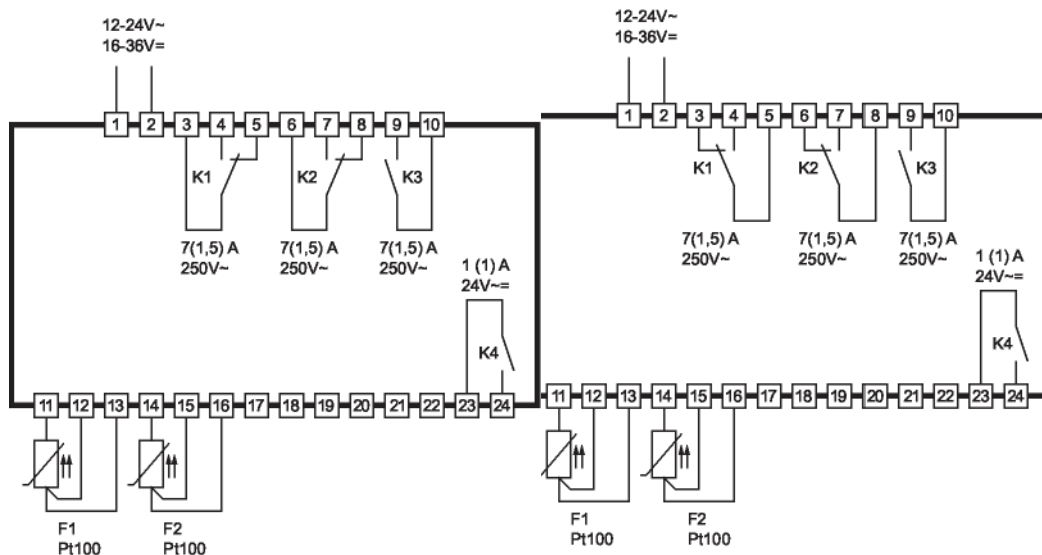 12-24V~
16-36V=
1 2 3 4 5 6 7 8 9 10
K1 K2 K3
7(1,5) A 7(1,5) A 7(1,5) A
250V~ 250V~ 250V~
1 (1) A
24V~=
K4
11 12 13 14 15 16 17 18 19 20 21 22 23 24
F1 F2
Pt100 Pt100
12-24V~
16-36V=
1 2 3 4 5 6 7 8 9 10
K1 K2 K3
7(1,5) A 7(1,5) A 7(1,5) A
250V~ 250V~ 250V~
1 (1) A
24V~=
K4
11 12 13 14 15 16 17 18 19 20 21 22 23 24
F1 F2
Pt100 Pt100